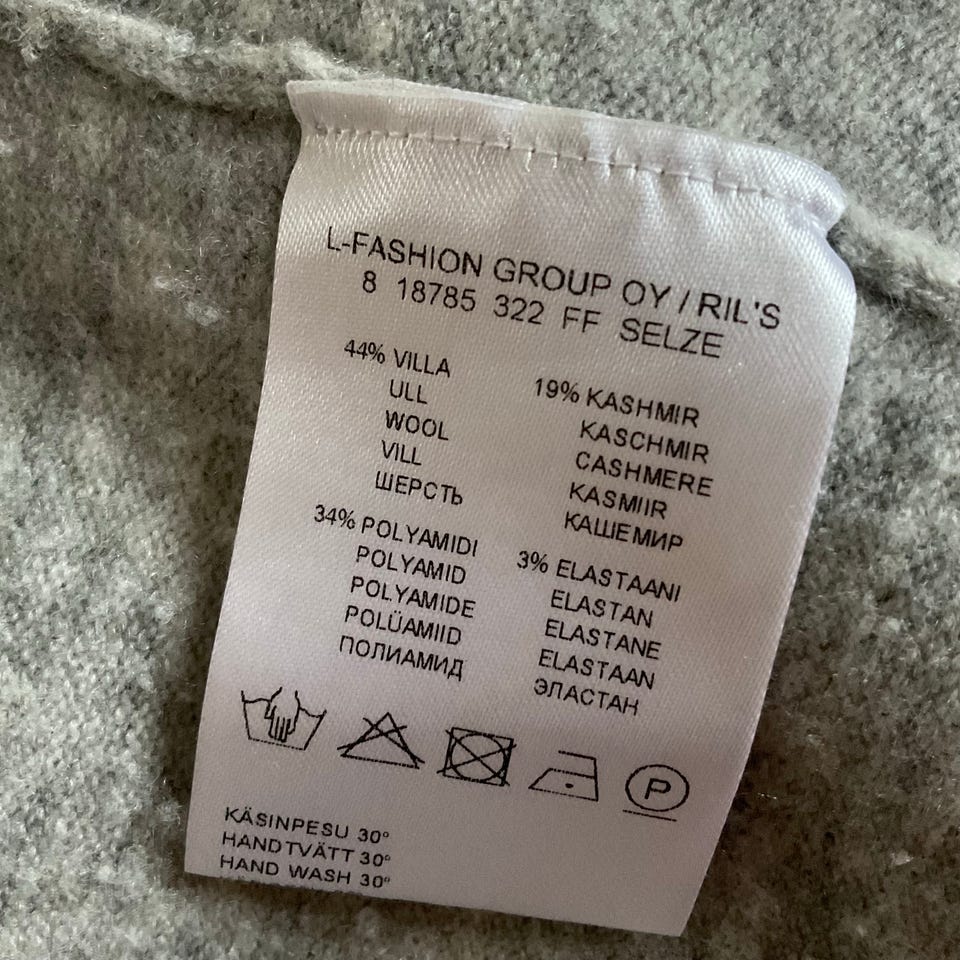 L-FASHION GROUP OY / RIL'S
8 18785 322 FF SELZE
44% VILLA
ULL
WOOL
VILL
ШЕРСТЬ
34% POLYAMIDI
POLYAMID
POLYAMIDE
POLÜAMIID
ПОЛИАМИД
19% KASHMIR
KASCHMIR
CASHMERE
KASMIIR
КАШЕМИР
3% ELASTAANI
ELASTAN
ELASTANE
ELASTAAN
ЭЛАСТАН
P
KÄSINPESU 30°
HANDTVÄTT 30°
HAND WASH 30°